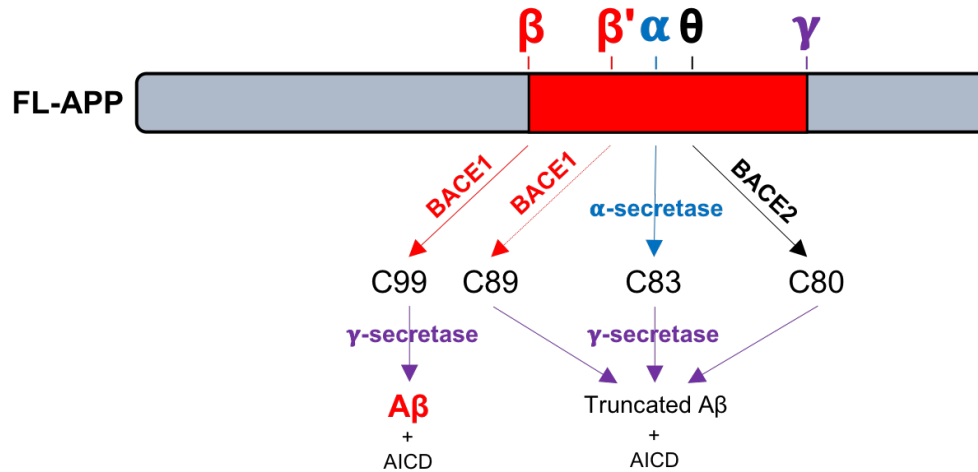 β β' α θ γ
FL-APP
BACE1 BACE1 BACE2
α-secretase
C99 C89 C83 C80
γ-secretase γ-secretase
Aβ Truncated Aβ
+ +
AICD AICD